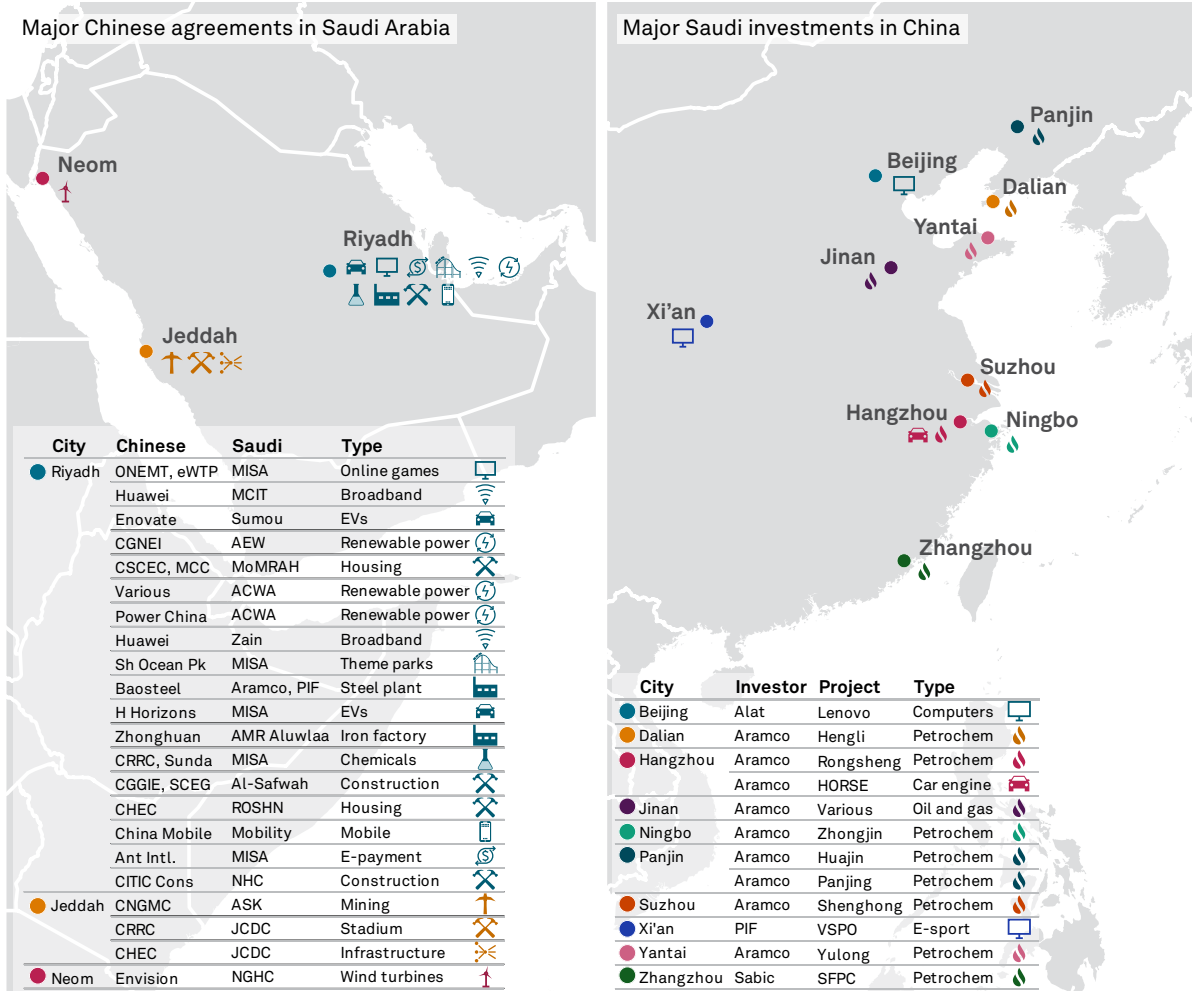 Major Chinese agreements in Saudi Arabia
Neom
Riyadh
Jeddah
City Chinese Saudi Type
Riyadh ONEMT, eWTP MISA Online games
Huawei MCIT Broadband
Enovate Sumou EVs
CGNEI AEW Renewable power
CSCEC, MCC MoMRAH Housing
Various ACWA Renewable power
Power China ACWA Renewable power
Huawei Zain Broadband
Sh Ocean Pk MISA Theme parks
Baosteel Aramco, PIF Steel plant
H Horizons MISA EVs
Zhonghuan AMR Aluwlaa Iron factory
CRRC, Sunda MISA Chemicals
CGGIE, SCEG Al-Safwah Construction
CHEC ROSHN Housing
China Mobile Mobility Mobile
Ant Intl. MISA E-payment
CITIC Cons NHC Construction
Jeddah CNGMC ASK Mining
CRRC JCDC Stadium
CHEC JCDC Infrastructure
Neom Envision NGHC Wind turbines
Major Saudi investments in China
Panjin
Beijing
Dalian
Yantai
Jinan
Xi'an
Suzhou
Hangzhou
Ningbo
Zhangzhou
City Investor Project Type
Beijing Alat Lenovo Computers
Dalian Aramco Hengli Petrochem
Hangzhou Aramco Rongsheng Petrochem
Aramco HORSE Car engine
Jinan Aramco Various Oil and gas
Ningbo Aramco Zhongjin Petrochem
Panjin Aramco Huajin Petrochem
Aramco Panjing Petrochem
Suzhou Aramco Shenghong Petrochem
Xi'an PIF VSPO E-sport
Yantai Aramco Yulong Petrochem
Zhangzhou Sabic SFPC Petrochem